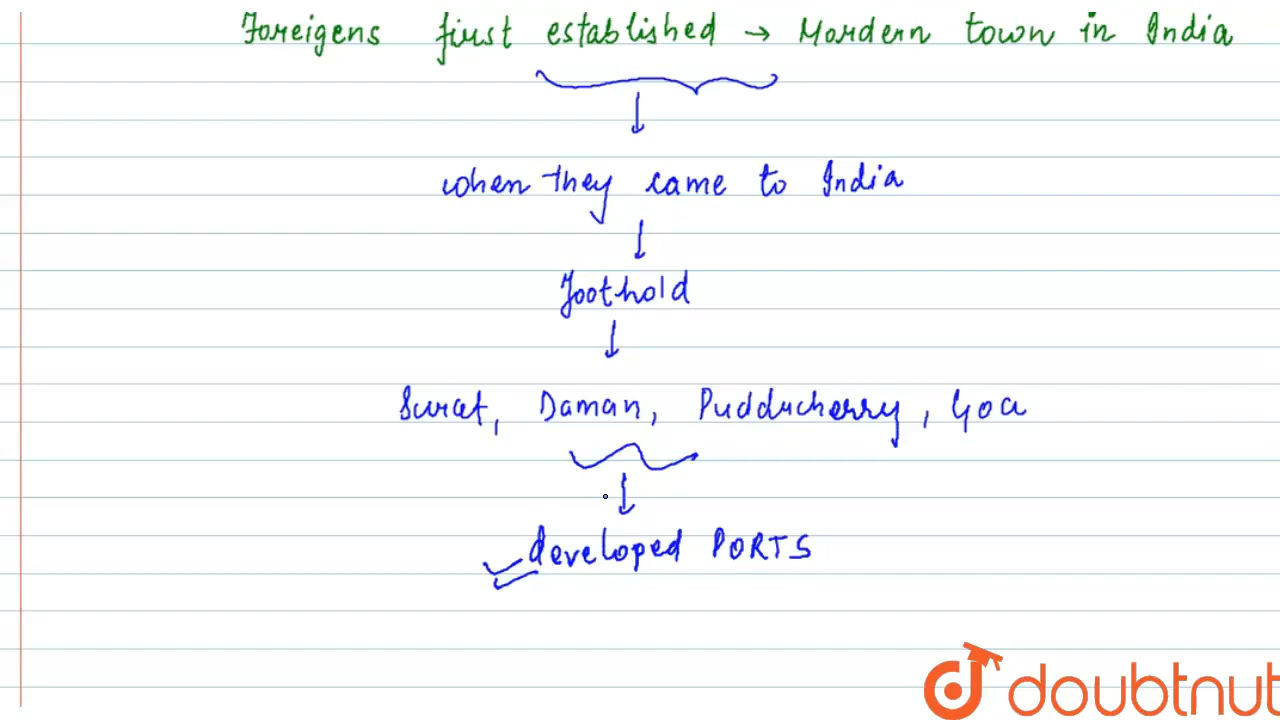 Foreigens first established → Mordern town in India
when they came to India
Foothold
Surat, Daman, Pudducherry, Goa
developed PORTS
doubtnut